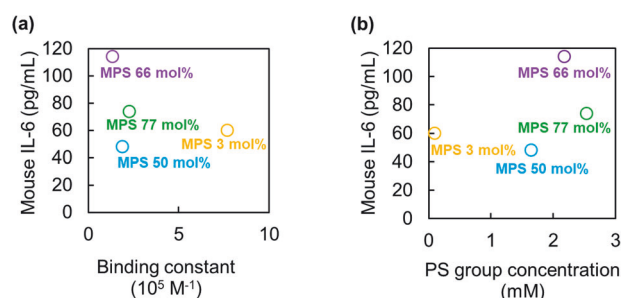 (a)
Mouse IL-6 (pg/mL)
120
100
80
60
40
20
0
MPS 66 mol%
MPS 77 mol%
MPS 3 mol%
MPS 50 mol%
0 5 10
Binding constant
(10⁵ M⁻¹)
(b)
Mouse IL-6 (pg/mL)
120
100
80
60
40
20
0
MPS 66 mol%
MPS 77 mol%
MPS 3 mol%
MPS 50 mol%
0 1 2 3
PS group concentration
(mM)